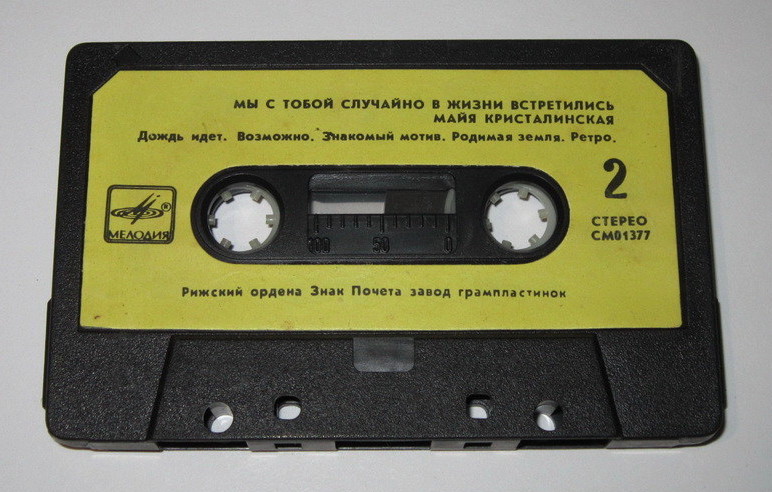 МЫ С ТОБОЙ СЛУЧАЙНО В ЖИЗНИ ВСТРЕТИЛИСЬ
МАЙЯ КРИСТАЛИНСКАЯ
Дождь идет. Возможно. Знакомый мотив. Родимая земля. Ретро.
2
® МЕЛОДИЯ
СТЕРЕО
СМ01377
100 50 0
Рижский ордена Знак Почета завод грампластинок